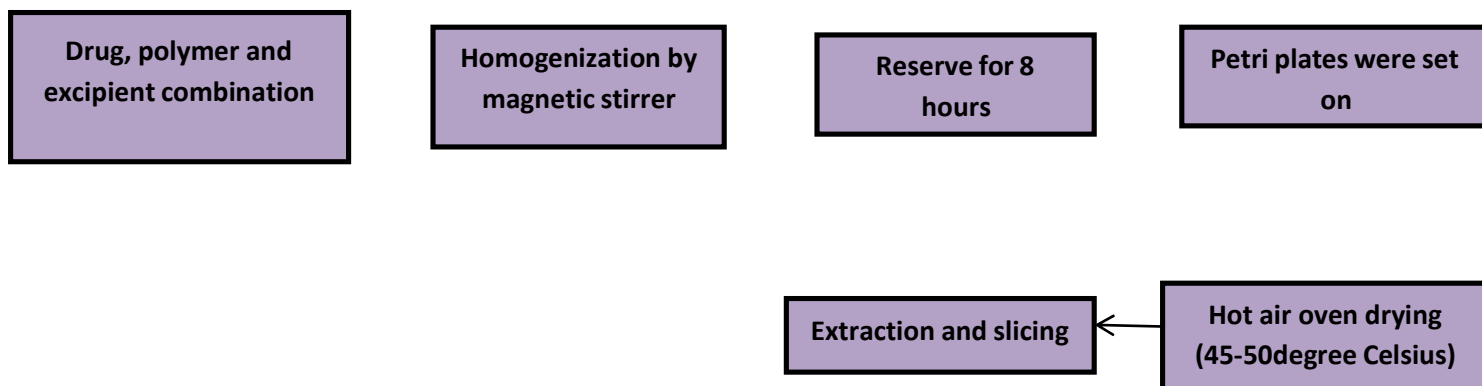 Drug, polymer and
excipient combination
Homogenization by
magnetic stirrer
Reserve for 8
hours
Petri plates were set
on
Hot air oven drying
(45-50degree Celsius)
Extraction and slicing